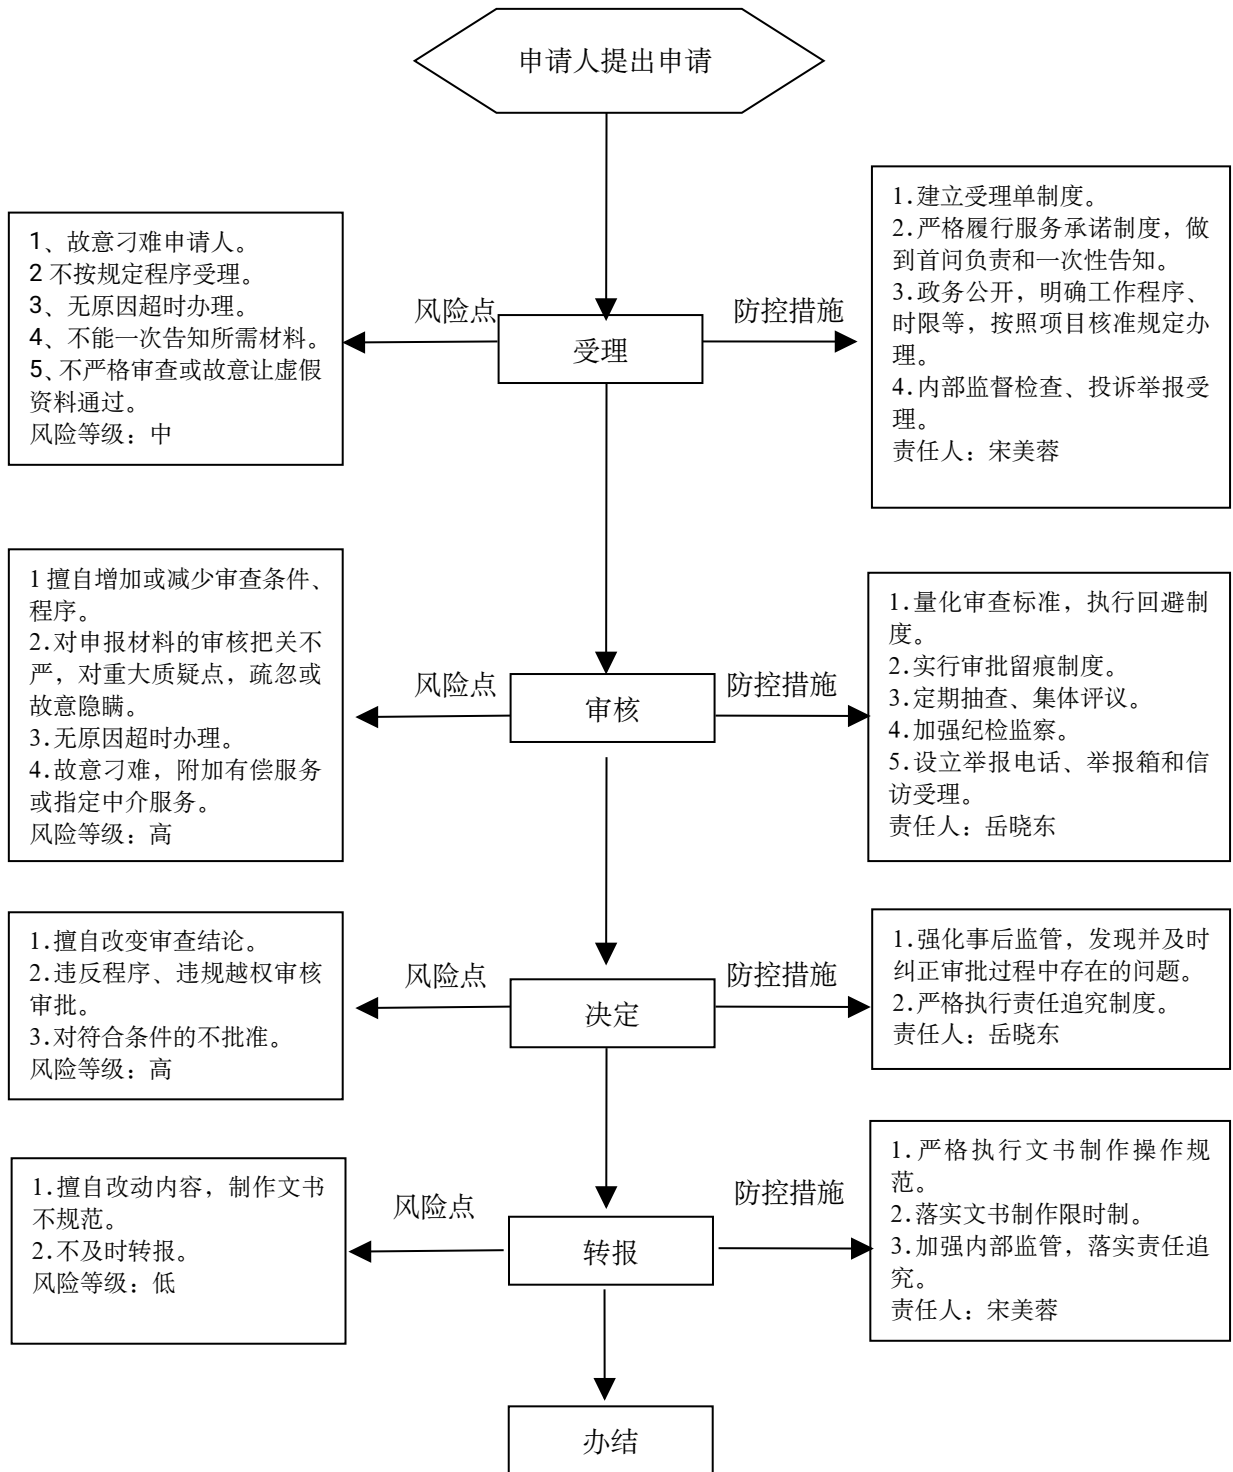 申请人提出申请
1、故意刁难申请人。
2 不按规定程序受理。
3、无原因超时办理。
4、不能一次告知所需材料。
5、不严格审查或故意让虚假
资料通过。
风险等级：中
风险点
受理
防控措施
1.建立受理单制度。
2.严格履行服务承诺制度，做
到首问负责和一次性告知。
3.政务公开，明确工作程序、
时限等，按照项目核准规定办
理。
4.内部监督检查、投诉举报受
理。
责任人：宋美蓉
1 擅自增加或减少审查条件、
程序。
2.对申报材料的审核把关不
严，对重大质疑点，疏忽或
故意隐瞒。
3.无原因超时办理。
4.故意刁难，附加有偿服务
或指定中介服务。
风险等级：高
风险点
审核
防控措施
1.量化审查标准，执行回避制
度。
2.实行审批留痕制度。
3.定期抽查、集体评议。
4.加强纪检监察。
5.设立举报电话、举报箱和信
访受理。
责任人：岳晓东
1.擅自改变审查结论。
2.违反程序、违规越权审核
审批。
3.对符合条件的不批准。
风险等级：高
风险点
决定
防控措施
1.强化事后监管，发现并及时
纠正审批过程中存在的问题。
2.严格执行责任追究制度。
责任人：岳晓东
1.擅自改动内容，制作文书
不规范。
2.不及时转报。
风险等级：低
风险点
转报
防控措施
1.严格执行文书制作操作规
范。
2.落实文书制作限时制。
3.加强内部监管，落实责任追
究。
责任人：宋美蓉
办结